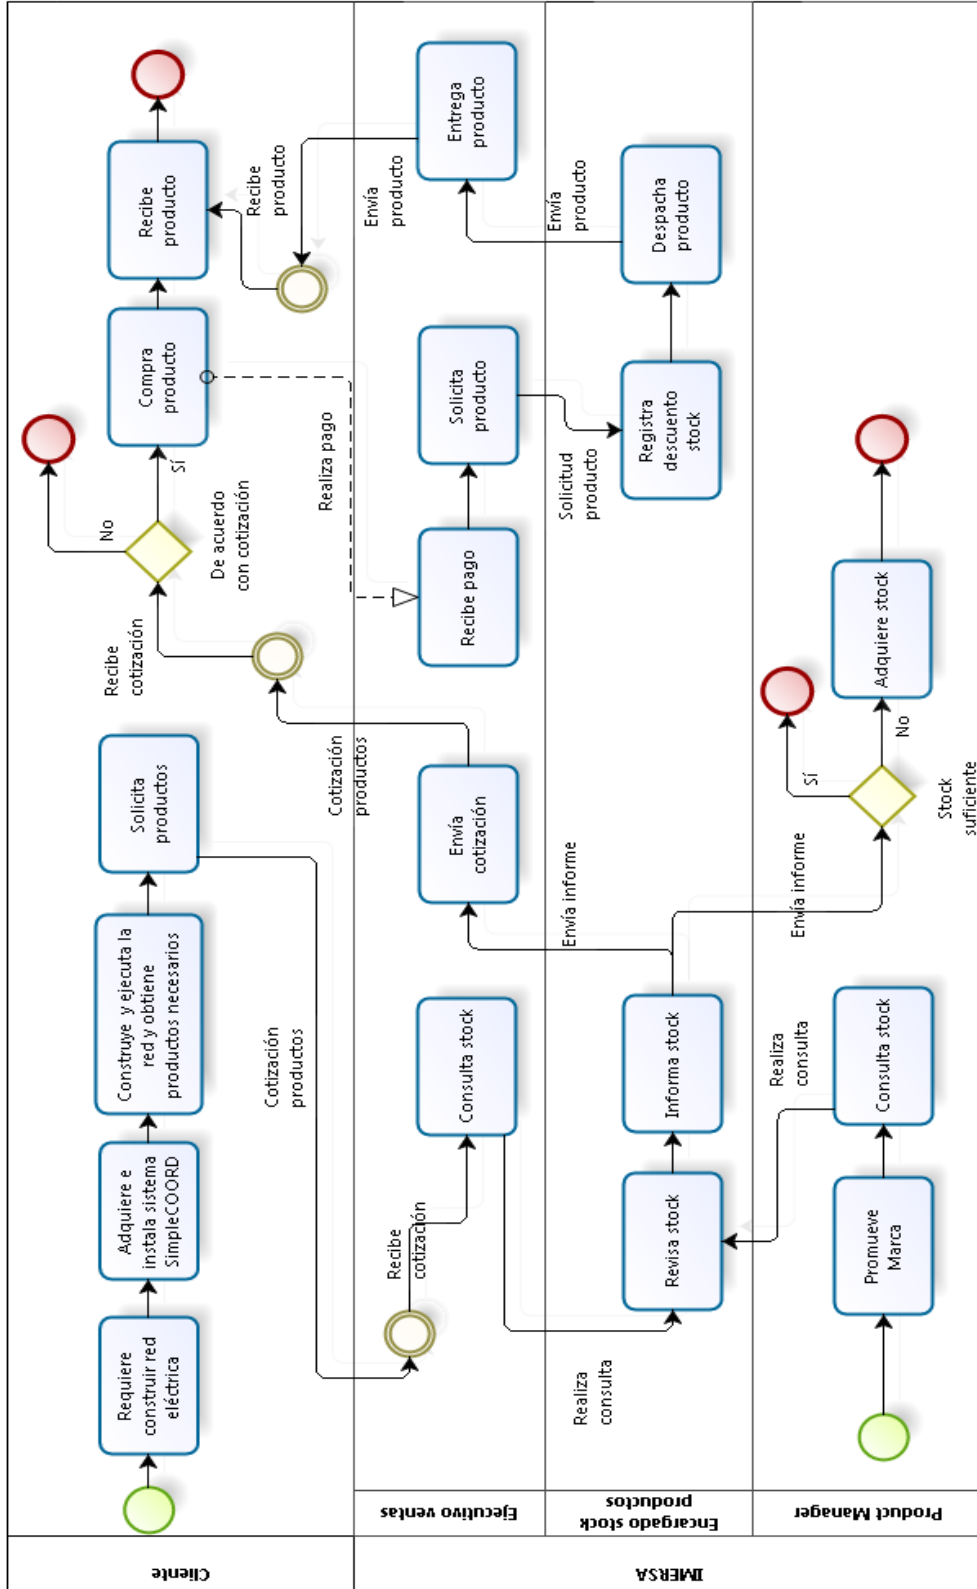 Cliente
Requiere
construir red
eléctrica
Adquiere e
instala sistema
SimpleCOORD
Construye y ejecuta la
red y obtiene
productos necesarios
Solicita
productos
Cotización
productos
Recibe
cotización
De acuerdo
con cotización
No
Sí
Compra
producto
Recibe
producto
Realiza pago
Recibe
producto
IMERSA
Ejecutivo ventas
Recibe
cotización
Consulta stock
Envía
cotización
Cotización
productos
Recibe pago
Solicita
producto
Entrega
producto
Envía
producto
Encargado stock
productos
Realiza
consulta
Revisa stock
Informa stock
Envía informe
Solicitud
producto
Registra
descuento
stock
Despacha
producto
Envía
producto
Product Manager
Promueve
Marca
Consulta stock
Realiza
consulta
Envía informe
Stock
suficiente
Sí
No
Adquiere stock